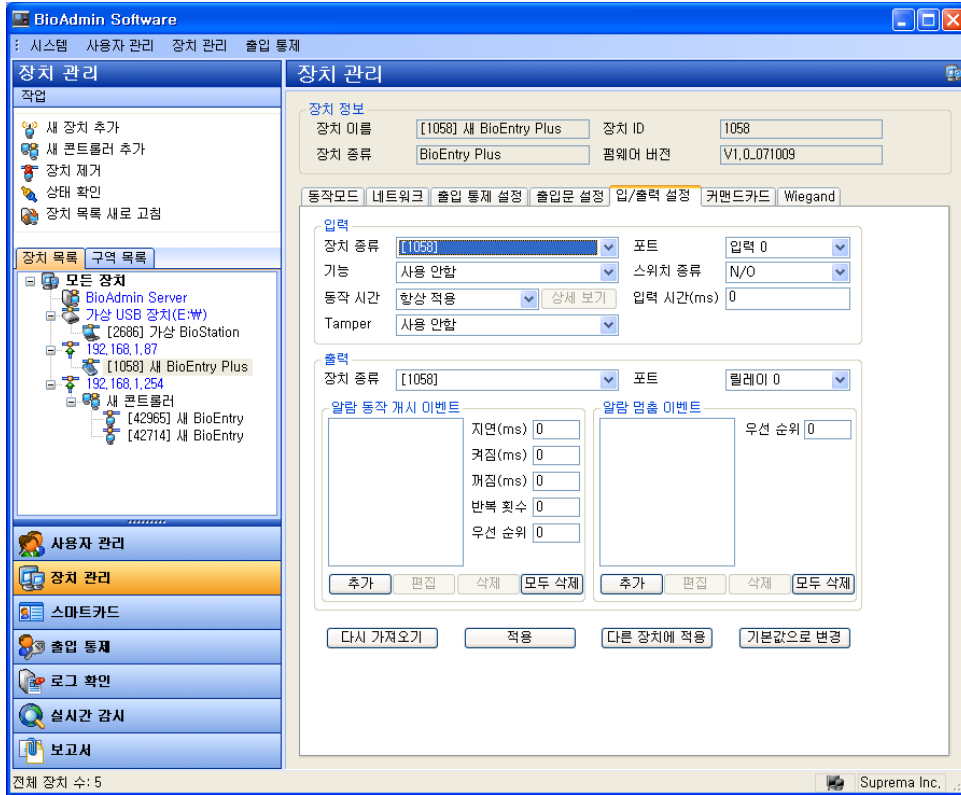 BioAdmin Software
시스템 사용자 관리 장치 관리 출입 통제
장치 관리
작업
새 장치 추가
새 콘트롤러 추가
장치 제거
상태 확인
장치 목록 새로 고침
장치 목록 구역 목록
모든 장치
BioAdmin Server
가상 USB 장치(E:₩)
[2686] 가상 BioStation
192,168,1,87
[1058] 새 BioEntry Plus
192,168,1,254
새 콘트롤러
[42965] 새 BioEntry
[42714] 새 BioEntry
사용자 관리
장치 관리
스마트카드
출입 통제
로그 확인
실시간 감시
보고서
장치 관리
장치 정보
장치 이름 [1058] 새 BioEntry Plus 장치 ID 1058
장치 종류 BioEntry Plus 펌웨어 버전 V1,0_071009
동작모드 네트워크 출입 통제 설정 출입문 설정 입/출력 설정 커맨드카드 Wiegand
입력
장치 종류 [1058] 포트 입력 0
기능 사용 안함 스위치 종류 N/O
동작 시간 항상 적용 상세 보기 입력 시간(ms) 0
Tamper 사용 안함
출력
장치 종류 [1058] 포트 릴레이 0
알람 동작 개시 이벤트
지연(ms) 0
켜짐(ms) 0
꺼짐(ms) 0
반복 횟수 0
우선 순위 0
추가 편집 삭제 모두 삭제
알람 멈춤 이벤트
우선 순위 0
추가 편집 삭제 모두 삭제
다시 가져오기 적용 다른 장치에 적용 기본값으로 변경
전체 장치 수: 5 Suprema Inc,